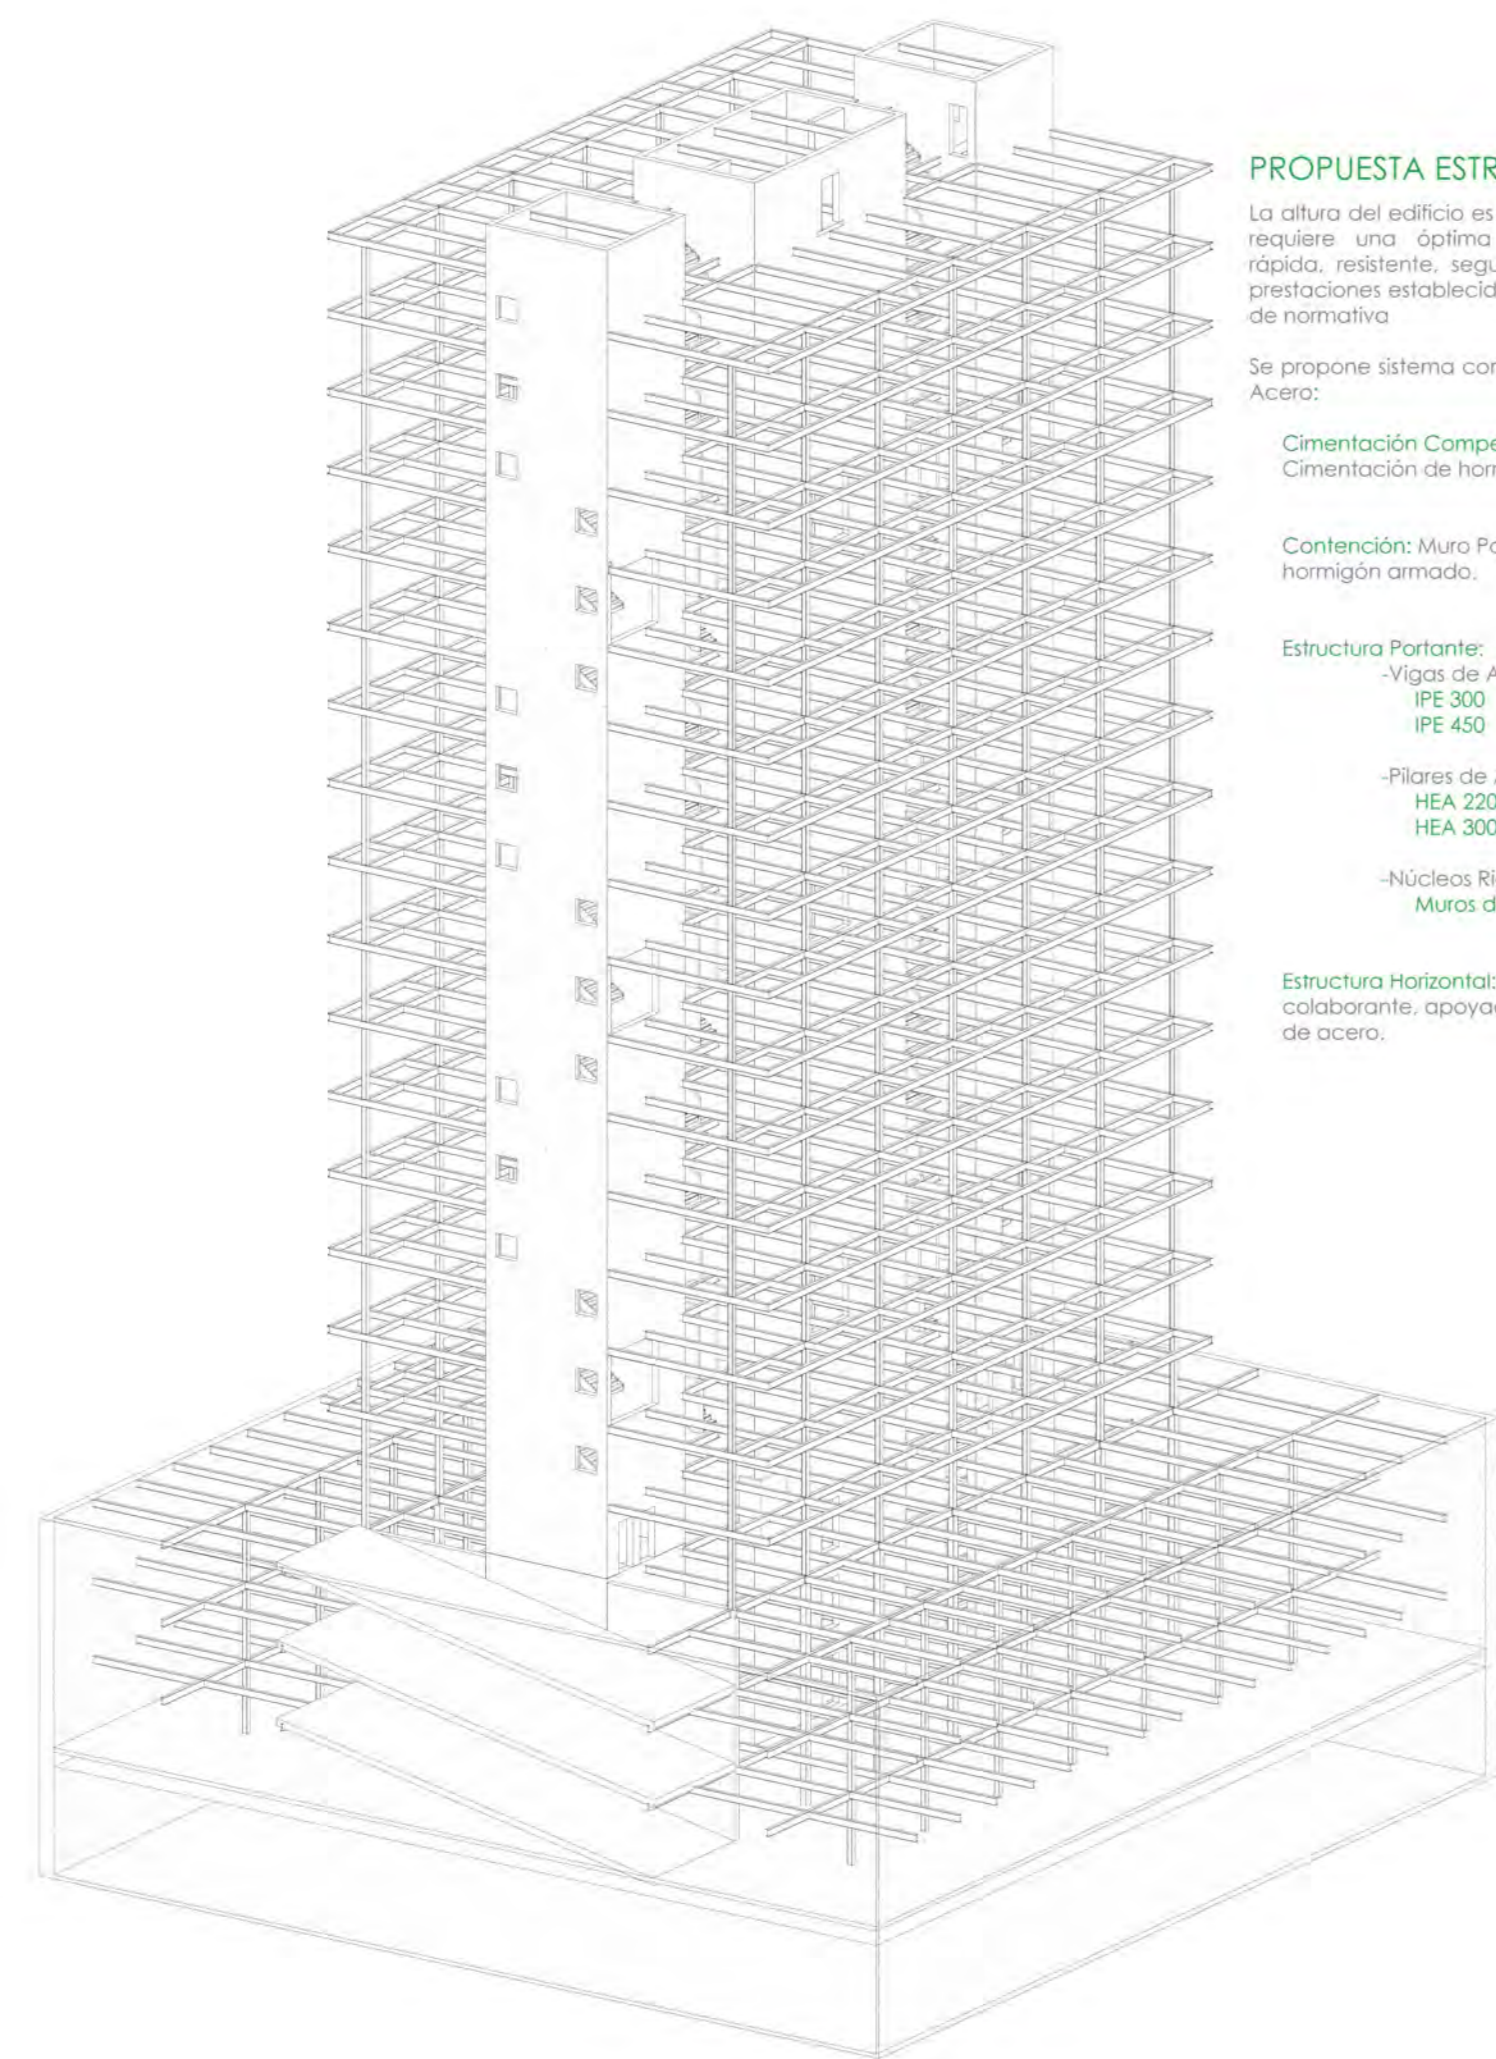 PROPUESTA ESTR
La altura del edificio es
requiere una óptima
rápida, resistente, segu
prestaciones establecid
de normativa
Se propone sistema con
Acero:
Cimentación Compe
Cimentación de horr
Contención: Muro Pa
hormigón armado.
Estructura Portante:
-Vigas de A
IPE 300
IPE 450
-Pilares de
HEA 220
HEA 300
-Núcleos Ri
Muros d
Estructura Horizontal:
colaborante, apoyad
de acero.